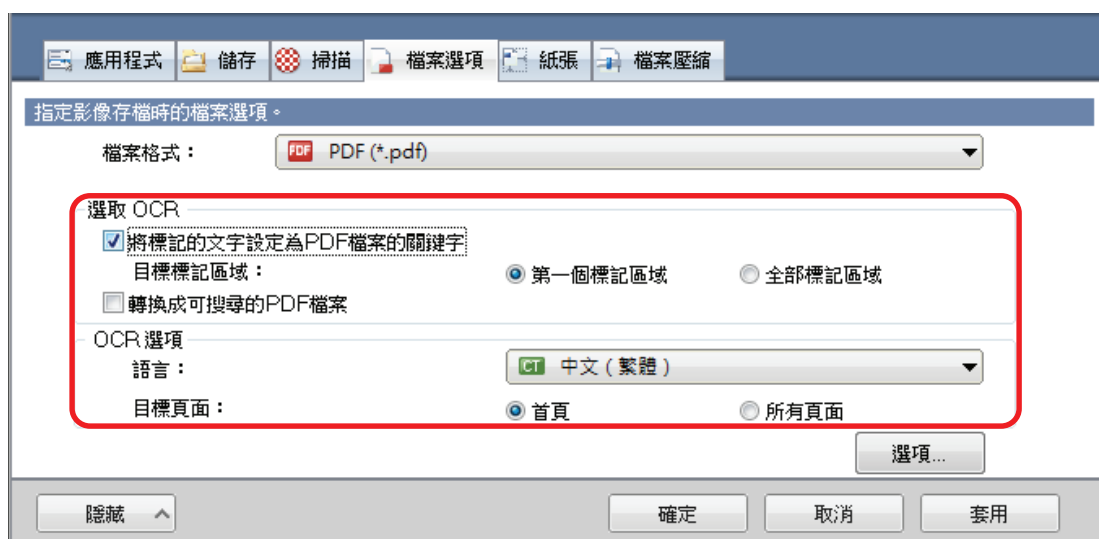 應用程式 儲存 掃描 檔案選項 紙張 檔案壓縮
指定影像存檔時的檔案選項。
檔案格式： PDF PDF (*.pdf)
選取 OCR
將標記的文字設定為PDF檔案的關鍵字
目標標記區域： 第一個標記區域 全部標記區域
轉換成可搜尋的PDF檔案
OCR 選項
語言： CT 中文 ( 繁體 )
目標頁面： 首頁 所有頁面
選項...
隱藏 確定 取消 套用